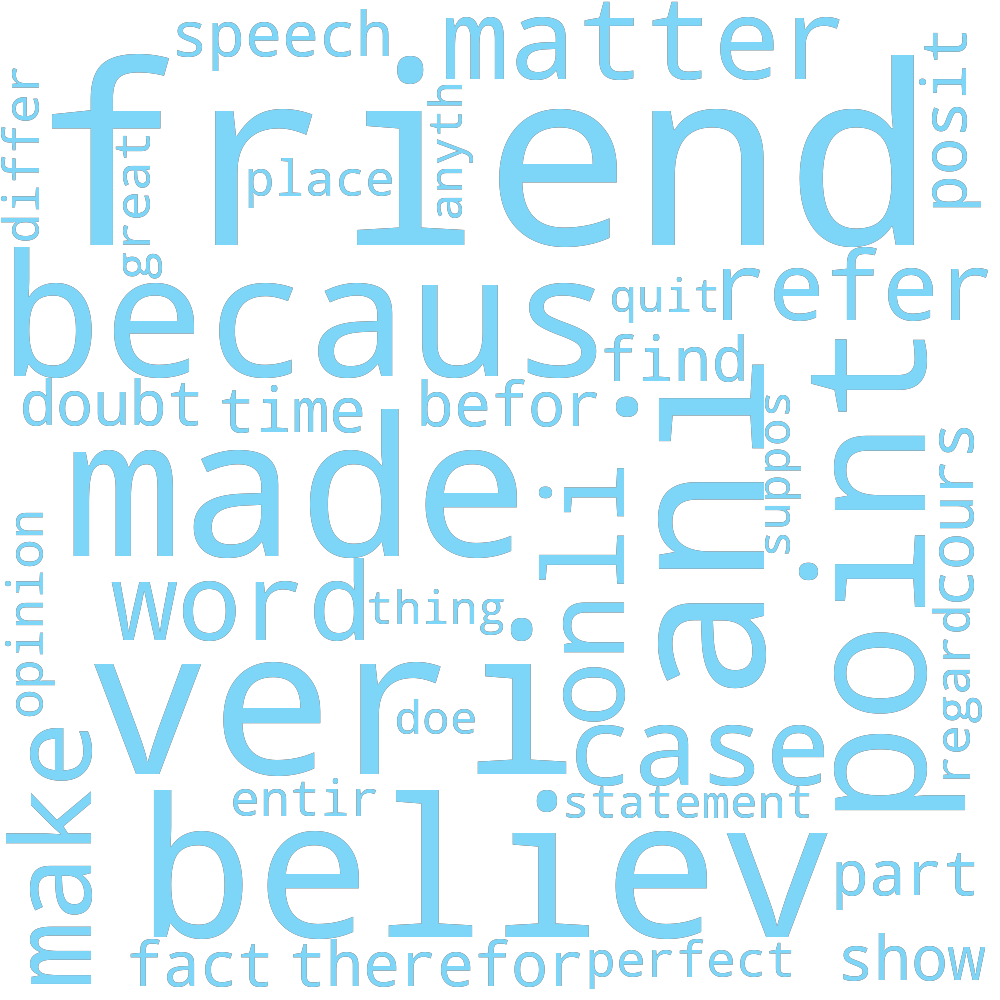 speech
matter
friend
differ
great
place
anyth
posit
becaus
quit
refer
find
doubt
time
befor
made
ani
point
suppos
onli
cours
opinion
word
thing
veri
doe
regard
case
make
entir
statement
believ
part
fact
therefor
perfect
show